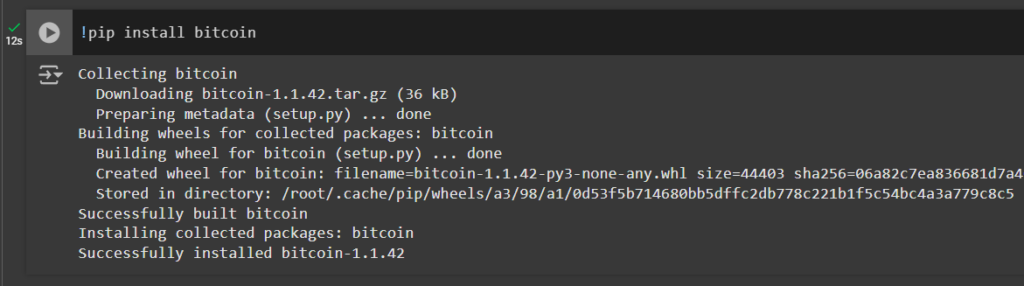 !pip install bitcoin
12s
Collecting bitcoin
Downloading bitcoin-1.1.42.tar.gz (36 kB)
Preparing metadata (setup.py) ... done
Building wheels for collected packages: bitcoin
Building wheel for bitcoin (setup.py) ... done
Created wheel for bitcoin: filename=bitcoin-1.1.42-py3-none-any.whl size=44403 sha256=06a82c7ea836681d7a4
Stored in directory: /root/.cache/pip/wheels/a3/98/a1/0d53f5b714680bb5dffc2db778c221b1f5c54bc4a3a779c8c5
Successfully built bitcoin
Installing collected packages: bitcoin
Successfully installed bitcoin-1.1.42